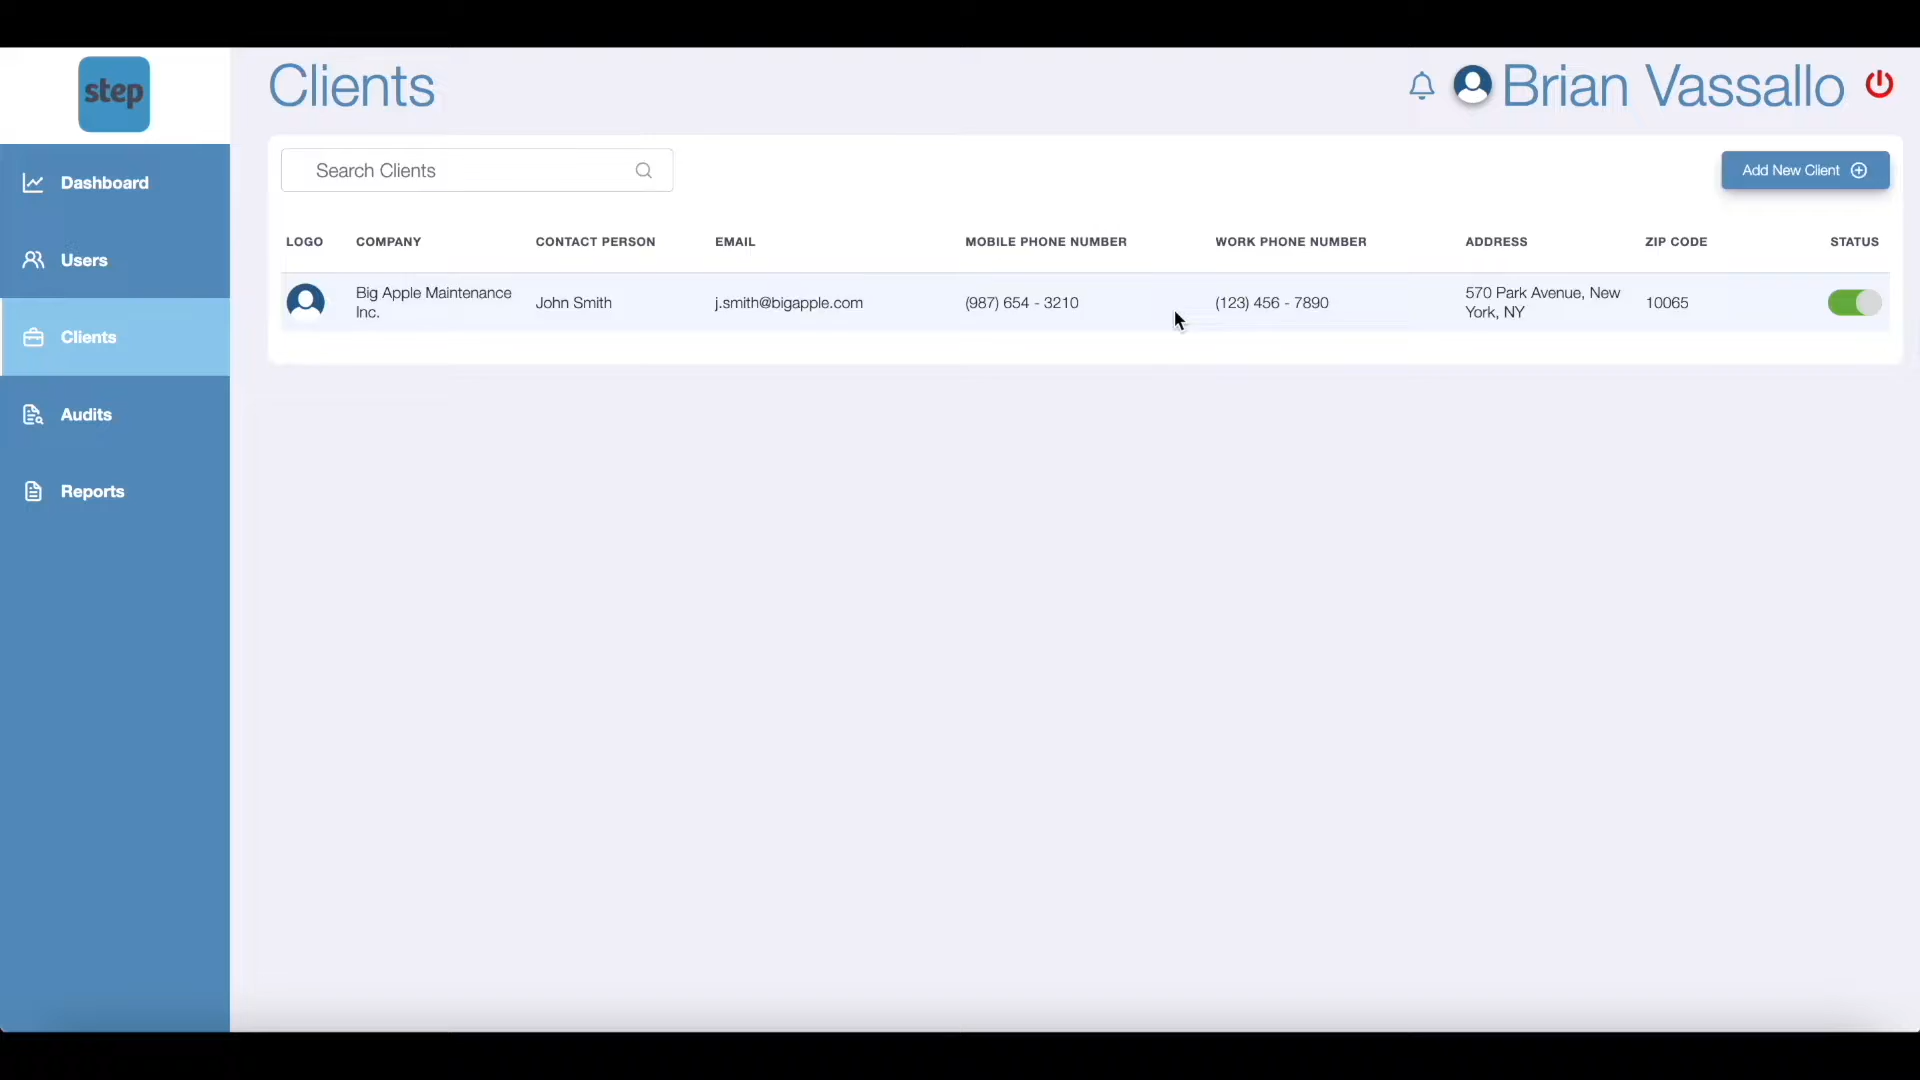 step
Clients
Brian Vassallo
Dashboard
Users
Clients
Audits
Reports
Search Clients
Add New Client
LOGO COMPANY CONTACT PERSON EMAIL MOBILE PHONE NUMBER WORK PHONE NUMBER ADDRESS ZIP CODE STATUS
Big Apple Maintenance
Inc.
John Smith
j.smith@bigapple.com
(987) 654 - 3210
(123) 456 - 7890
570 Park Avenue, New
York, NY
10065